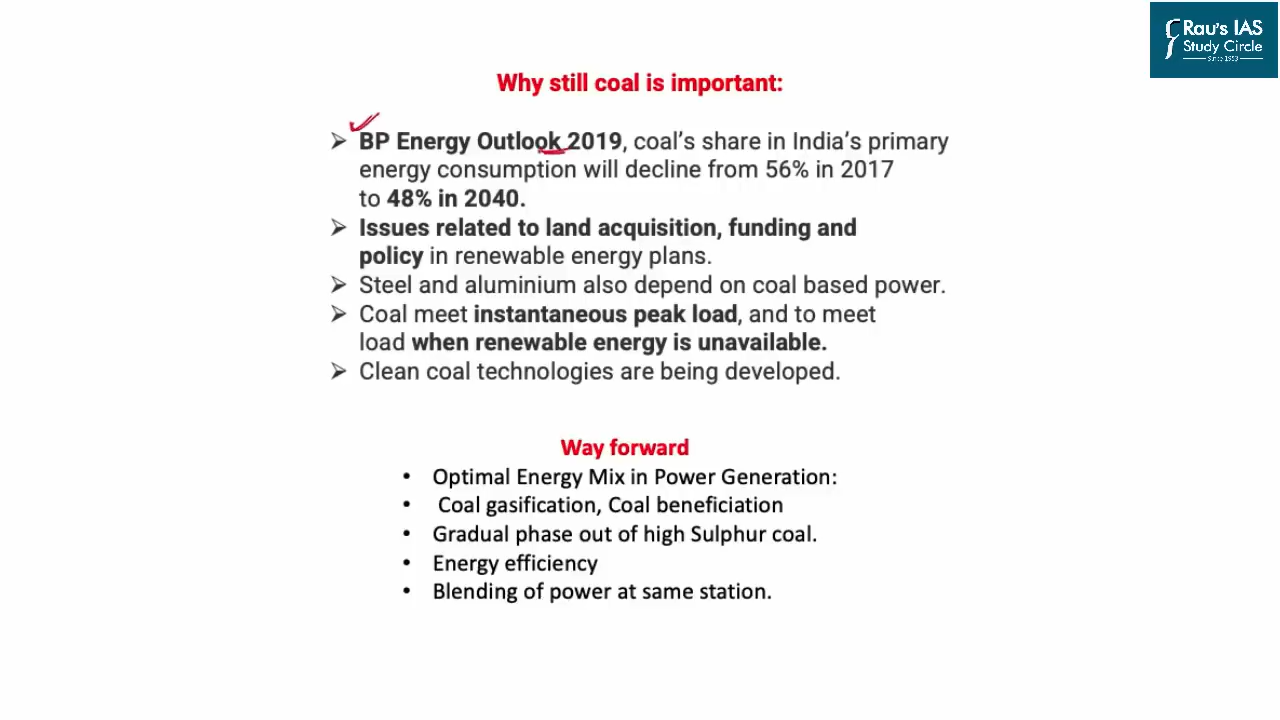 Rau's IAS
Study Circle
Since 1953
Why still coal is important:
➢ BP Energy Outlook 2019, coal's share in India's primary
energy consumption will decline from 56% in 2017
to 48% in 2040.
➢ Issues related to land acquisition, funding and
policy in renewable energy plans.
➢ Steel and aluminium also depend on coal based power.
➢ Coal meet instantaneous peak load, and to meet
load when renewable energy is unavailable.
➢ Clean coal technologies are being developed.
Way forward
• Optimal Energy Mix in Power Generation:
• Coal gasification, Coal beneficiation
• Gradual phase out of high Sulphur coal.
• Energy efficiency
• Blending of power at same station.